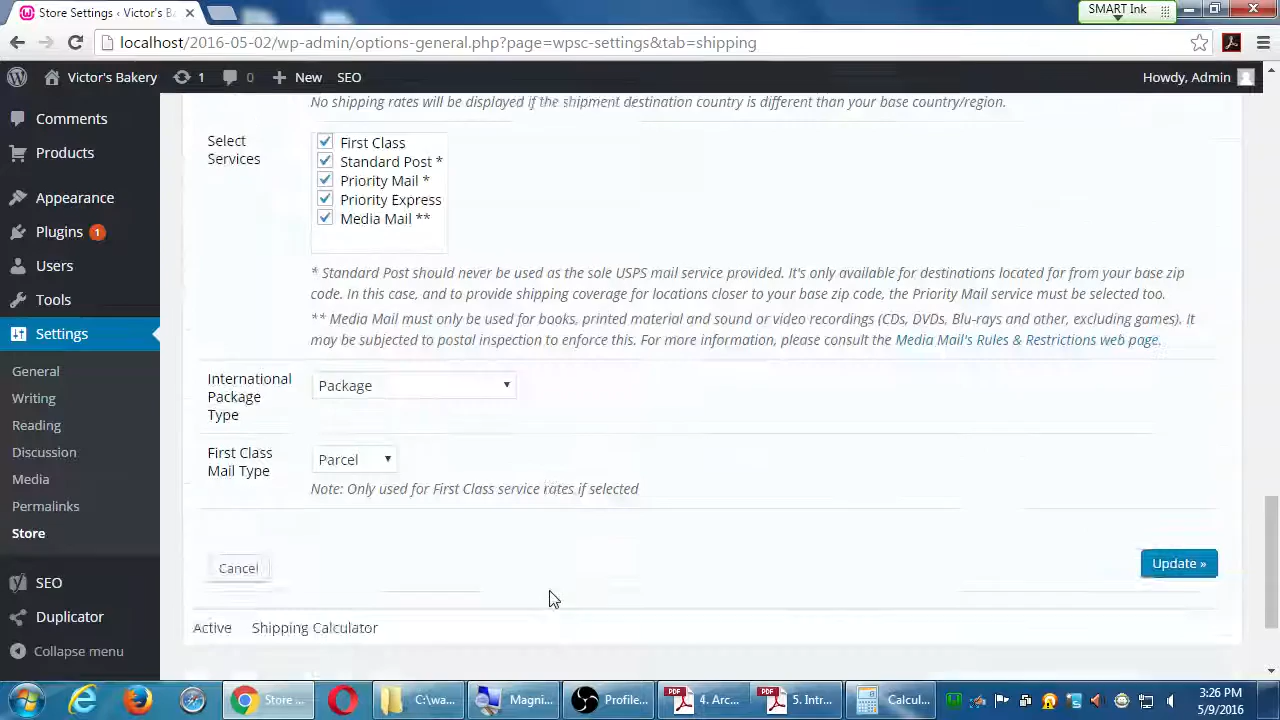 Store Settings ‹ Victor's Ba
SMART Ink
localhost/2016-05-02/wp-admin/options-general.php?page=wpsc-settings&tab=shipping
Victor's Bakery 1 0 New SEO Howdy, Admin
Comments
Products
Appearance
Plugins 1
Users
Tools
Settings
General
Writing
Reading
Discussion
Media
Permalinks
Store
SEO
Duplicator
Collapse menu
No shipping rates will be displayed if the shipment destination country is different than your base country/region.
Select
Services
First Class
Standard Post *
Priority Mail *
Priority Express
Media Mail **
* Standard Post should never be used as the sole USPS mail service provided. It's only available for destinations located far from your base zip
code. In this case, and to provide shipping coverage for locations closer to your base zip code, the Priority Mail service must be selected too.
** Media Mail must only be used for books, printed material and sound or video recordings (CDs, DVDs, Blu-rays and other, excluding games). It
may be subjected to postal inspection to enforce this. For more information, please consult the Media Mail's Rules & Restrictions web page.
International
Package
Type
Package
First Class
Mail Type
Parcel
Note: Only used for First Class service rates if selected
Cancel
Update »
Active Shipping Calculator
Store ... C:\wa... Magni... Profile... 4. Arc... 5. Intr... Calcul...
3:26 PM
5/9/2016